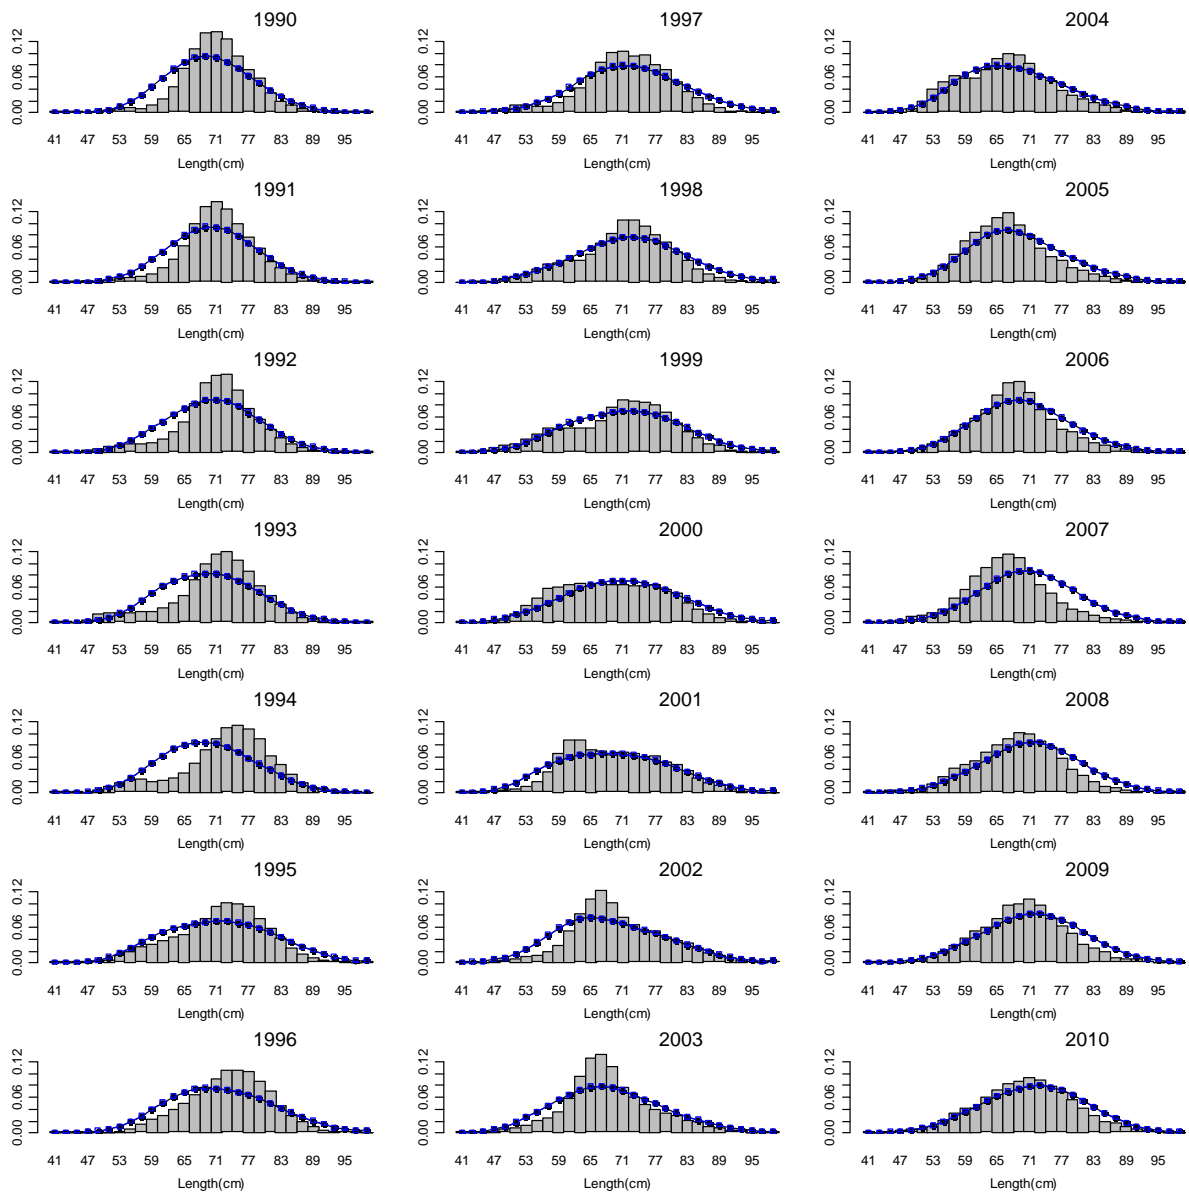 1990 1997 2004
0.00 0.06 0.12 0.00 0.06 0.12 0.00 0.06 0.12
41 47 53 59 65 71 77 83 89 95 41 47 53 59 65 71 77 83 89 95 41 47 53 59 65 71 77 83 89 95
Length(cm) Length(cm) Length(cm)
1991 1998 2005
0.00 0.06 0.12 0.00 0.06 0.12 0.00 0.06 0.12
41 47 53 59 65 71 77 83 89 95 41 47 53 59 65 71 77 83 89 95 41 47 53 59 65 71 77 83 89 95
Length(cm) Length(cm) Length(cm)
1992 1999 2006
0.00 0.06 0.12 0.00 0.06 0.12 0.00 0.06 0.12
41 47 53 59 65 71 77 83 89 95 41 47 53 59 65 71 77 83 89 95 41 47 53 59 65 71 77 83 89 95
Length(cm) Length(cm) Length(cm)
1993 2000 2007
0.00 0.06 0.12 0.00 0.06 0.12 0.00 0.06 0.12
41 47 53 59 65 71 77 83 89 95 41 47 53 59 65 71 77 83 89 95 41 47 53 59 65 71 77 83 89 95
Length(cm) Length(cm) Length(cm)
1994 2001 2008
0.00 0.06 0.12 0.00 0.06 0.12 0.00 0.06 0.12
41 47 53 59 65 71 77 83 89 95 41 47 53 59 65 71 77 83 89 95 41 47 53 59 65 71 77 83 89 95
Length(cm) Length(cm) Length(cm)
1995 2002 2009
0.00 0.06 0.12 0.00 0.06 0.12 0.00 0.06 0.12
41 47 53 59 65 71 77 83 89 95 41 47 53 59 65 71 77 83 89 95 41 47 53 59 65 71 77 83 89 95
Length(cm) Length(cm) Length(cm)
1996 2003 2010
0.00 0.06 0.12 0.00 0.06 0.12 0.00 0.06 0.12
41 47 53 59 65 71 77 83 89 95 41 47 53 59 65 71 77 83 89 95 41 47 53 59 65 71 77 83 89 95
Length(cm) Length(cm) Length(cm)